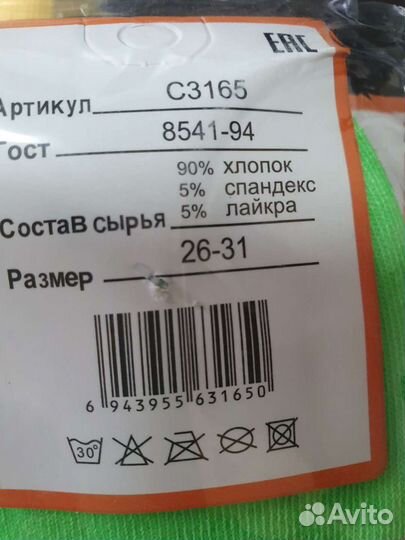 EAC
Артикул С3165
Гост 8541-94
90% хлопок
5% спандекс
СостаВ сырья 5% лайкра
Размер 26-31
6 943955 631650
30°
Avito